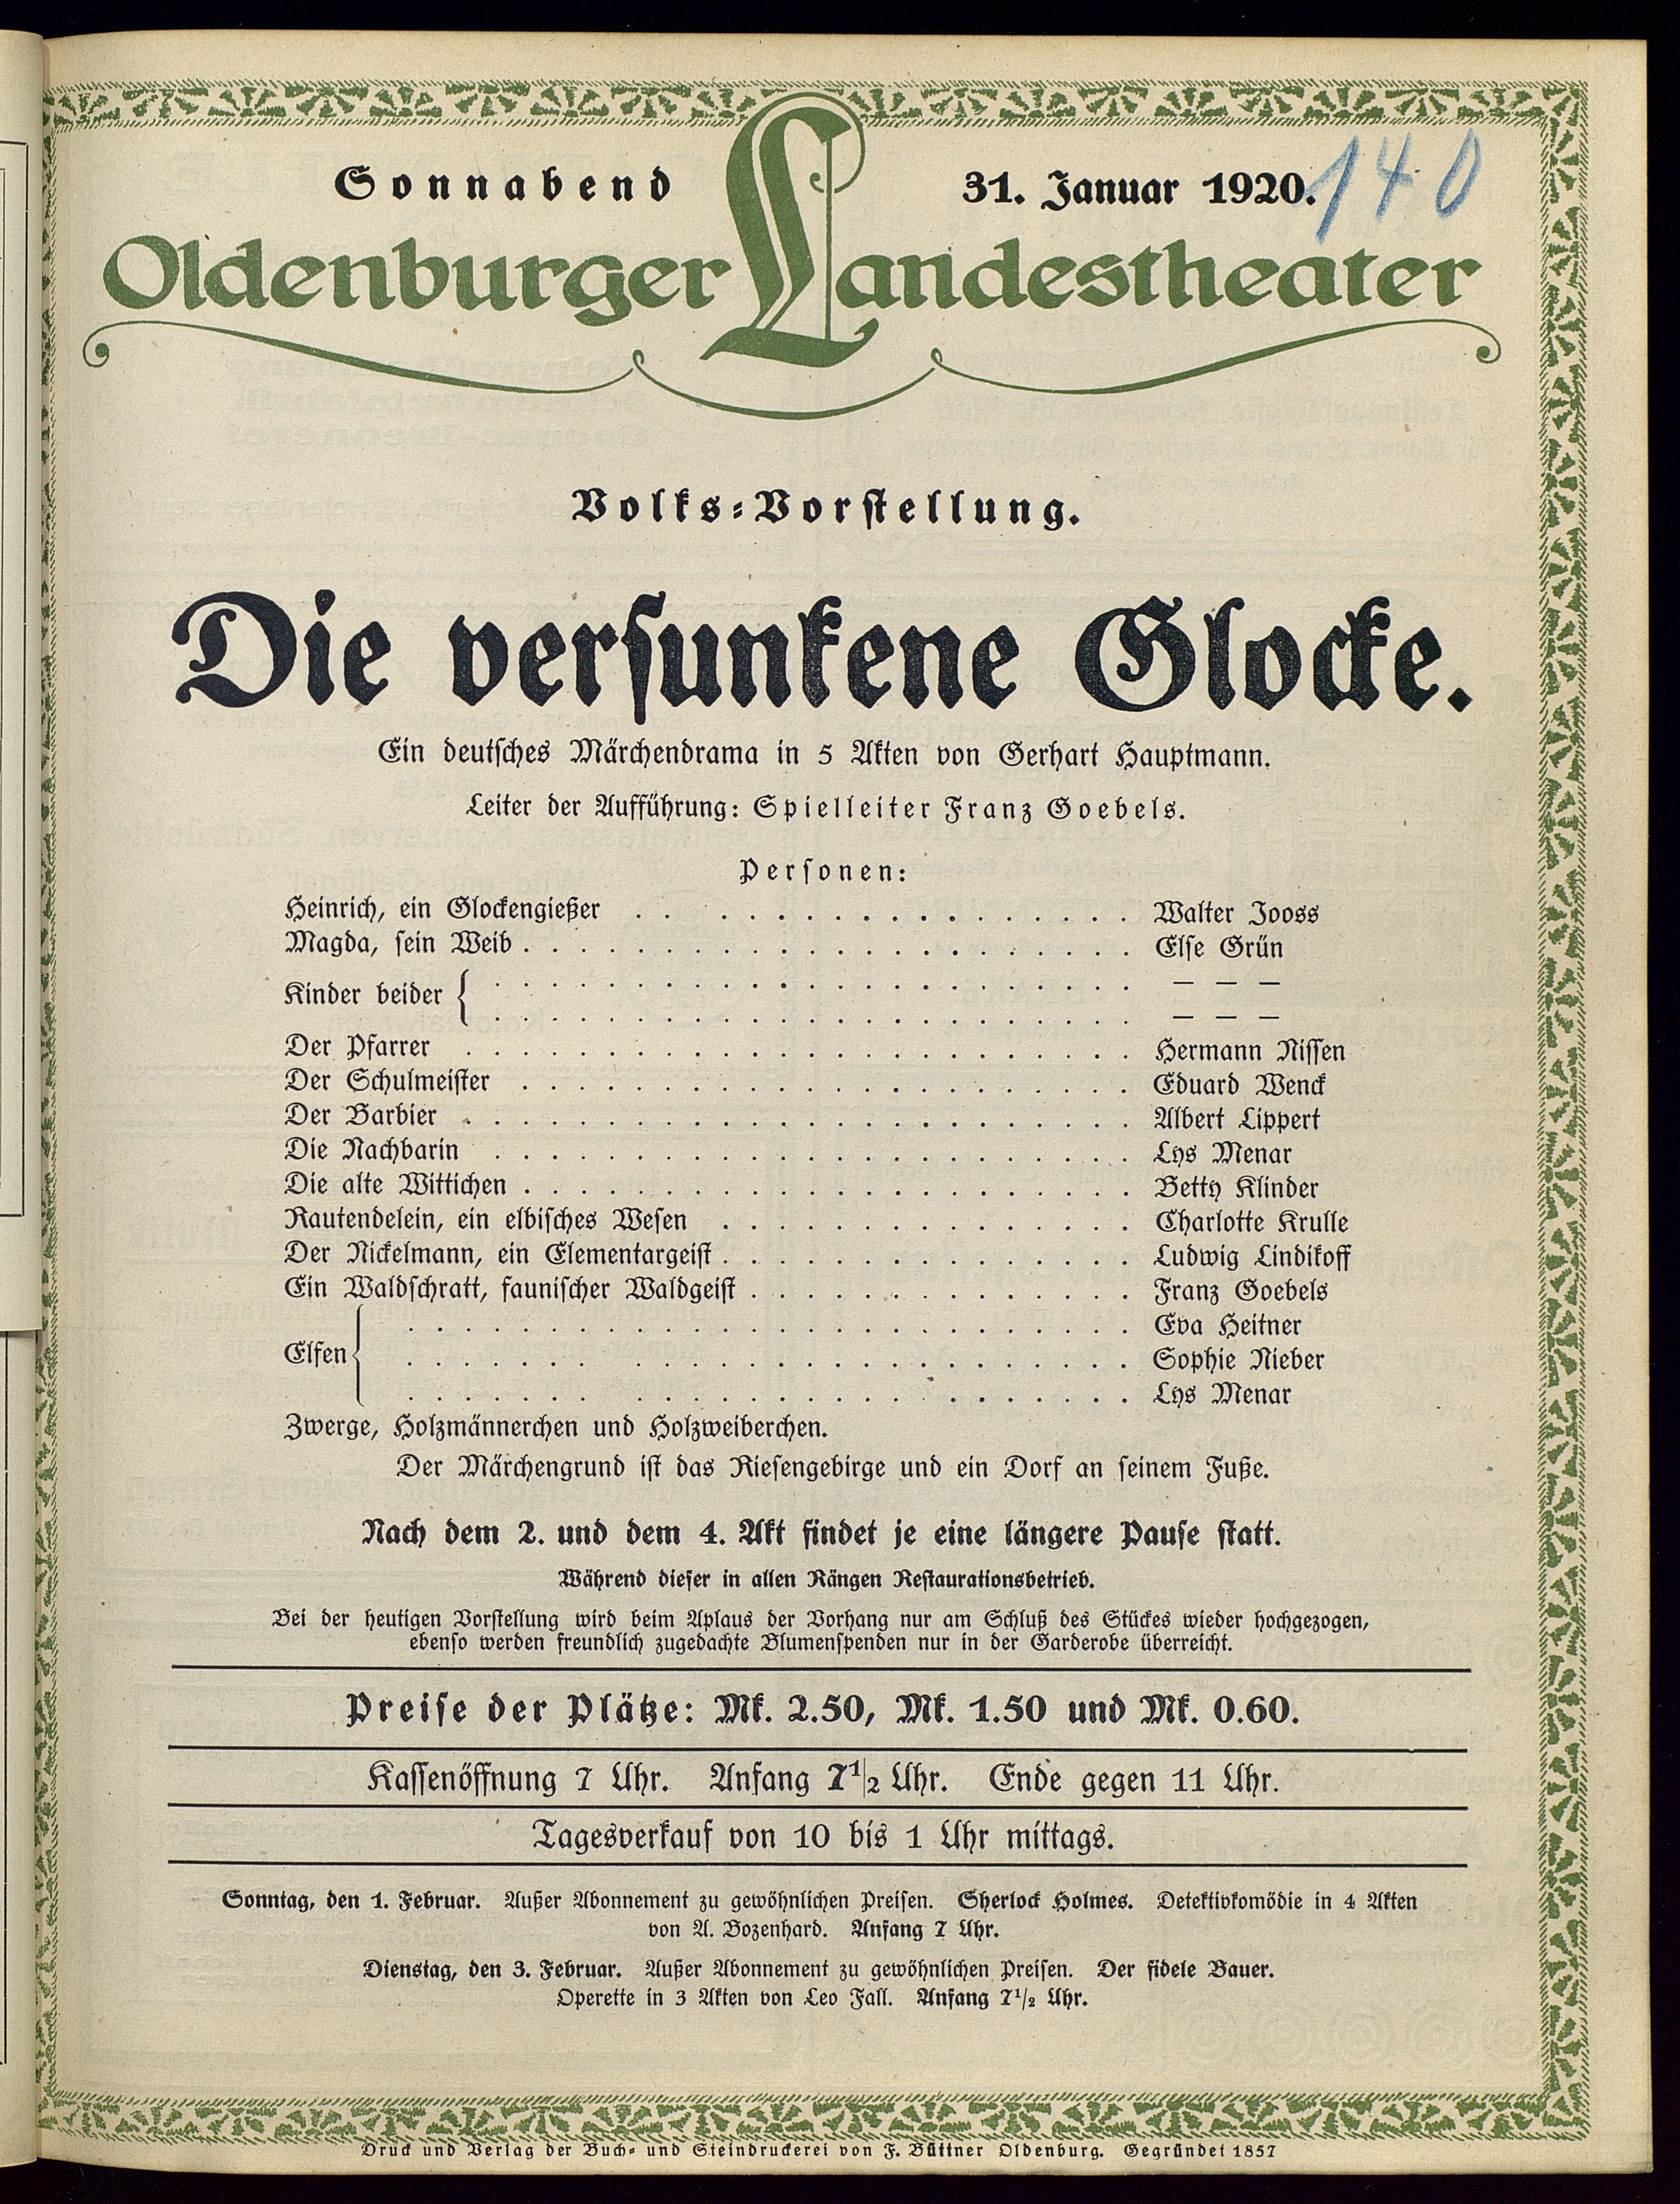 Sonnabend 31. Januar 1920. 140
Oldenburger Landestheater
Volks-Vorstellung.
Die versunkene Glocke.
Ein deutsches Märchendrama in 5 Akten von Gerhart Hauptmann.
Leiter der Aufführung: Spielleiter Franz Goebels.
Personen:
Heinrich, ein Glockengießer . . . . . . . . . . . . . . . . . Walter Jooss
Magda, sein Weib . . . . . . . . . . . . . . . . . . . . . Else Grün
Kinder beider { . . . . . . . . . . . . . . . . . . . . . . — — —
. . . . . . . . . . . . . . . . . . . . . . — — —
Der Pfarrer . . . . . . . . . . . . . . . . . . . . . . . Hermann Nissen
Der Schulmeister . . . . . . . . . . . . . . . . . . . . . Eduard Wenck
Der Barbier . . . . . . . . . . . . . . . . . . . . . . . Albert Lippert
Die Nachbarin . . . . . . . . . . . . . . . . . . . . . . Lys Menar
Die alte Wittichen . . . . . . . . . . . . . . . . . . . . . Betty Klinder
Rautendelein, ein elbisches Wesen . . . . . . . . . . . . . . . Charlotte Krulle
Der Nickelmann, ein Elementargeist . . . . . . . . . . . . . . . Ludwig Lindikoff
Ein Waldschratt, faunischer Waldgeist . . . . . . . . . . . . . . Franz Goebels
. . . . . . . . . . . . . . . . . . . . . . . . . Eva Heitner
Elfen { . . . . . . . . . . . . . . . . . . . . . . . . Sophie Nieber
. . . . . . . . . . . . . . . . . . . . . . . . Lys Menar
Zwerge, Holzmännerchen und Holzweiberchen.
Der Märchengrund ist das Riesengebirge und ein Dorf an seinem Fuße.
Nach dem 2. und dem 4. Akt findet je eine längere Pause statt.
Während dieser in allen Rängen Restaurationsbetrieb.
Bei der heutigen Vorstellung wird beim Aplaus der Vorhang nur am Schluß des Stückes wieder hochgezogen,
ebenso werden freundlich zugedachte Blumenspenden nur in der Garderobe überreicht.
Preise der Plätze: Mk. 2.50, Mk. 1.50 und Mk. 0.60.
Kassenöffnung 7 Uhr. Anfang 7 1/2 Uhr. Ende gegen 11 Uhr.
Tagesverkauf von 10 bis 1 Uhr mittags.
Sonntag, den 1. Februar. Außer Abonnement zu gewöhnlichen Preisen. Sherlock Holmes. Detektivkomödie in 4 Akten
von A. Bozenhard. Anfang 7 Uhr.
Dienstag, den 3. Februar. Außer Abonnement zu gewöhnlichen Preisen. Der fidele Bauer.
Operette in 3 Akten von Leo Fall. Anfang 7 1/2 Uhr.
Druck und Verlag der Buch- und Steindruckerei von F. Büttner Oldenburg. Gegründet 1857